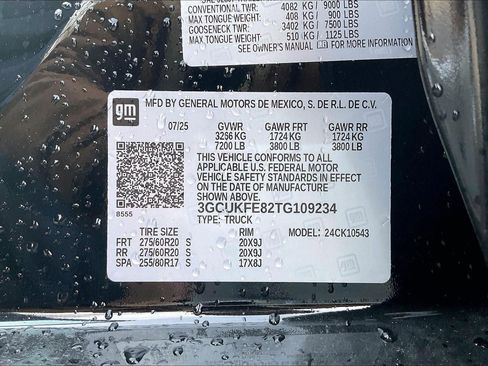 CONVENTIONAL TWR 4082 KG / 9000 LBS
MAX TONGUE WEIGHT: 408 KG / 900 LBS
GOOSENECK TWR: 3402 KG / 7500 LBS
MAX TONGUE WEIGHT: 510 KG / 1125 LBS
SEE OWNER'S MANUAL FOR MORE INFORMATION
gm MFD BY GENERAL MOTORS DE MEXICO, S. DE R.L. DE C.V.
07/25 GVWR GAWR FRT GAWR RR
3256 KG 1724 KG 1724 KG
7200 LB 3800 LB 3800 LB
THIS VEHICLE CONFORMS TO ALL
APPLICABLE U.S. FEDERAL MOTOR
VEHICLE SAFETY STANDARDS IN EFFECT
ON THE DATE OF MANUFACTURE
SHOWN ABOVE.
8555 3GCUKFE82TG109234
TYPE: TRUCK MODEL: 24CK10543
TIRE SIZE RIM
FRT 275/60R20 S 20X9J
RR 275/60R20 S 20X9J
SPA 255/80R17 S 17X8J